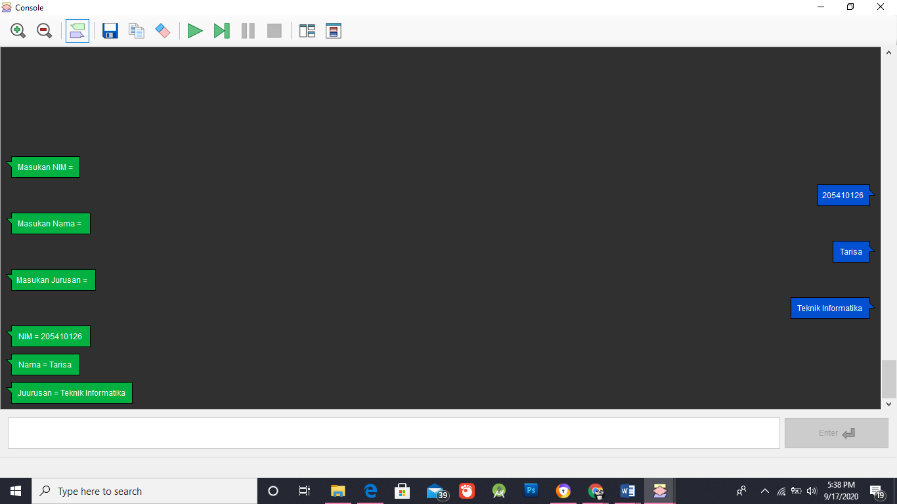 Console
Masukan NIM =
205410126
Masukan Nama =
Tarisa
Masukan Jurusan =
Teknik Informatika
NIM = 205410126
Nama = Tarisa
Juurusan = Teknik Informatika
Enter
Type here to search
39
Ps
W
5:38 PM
9/17/2020
19